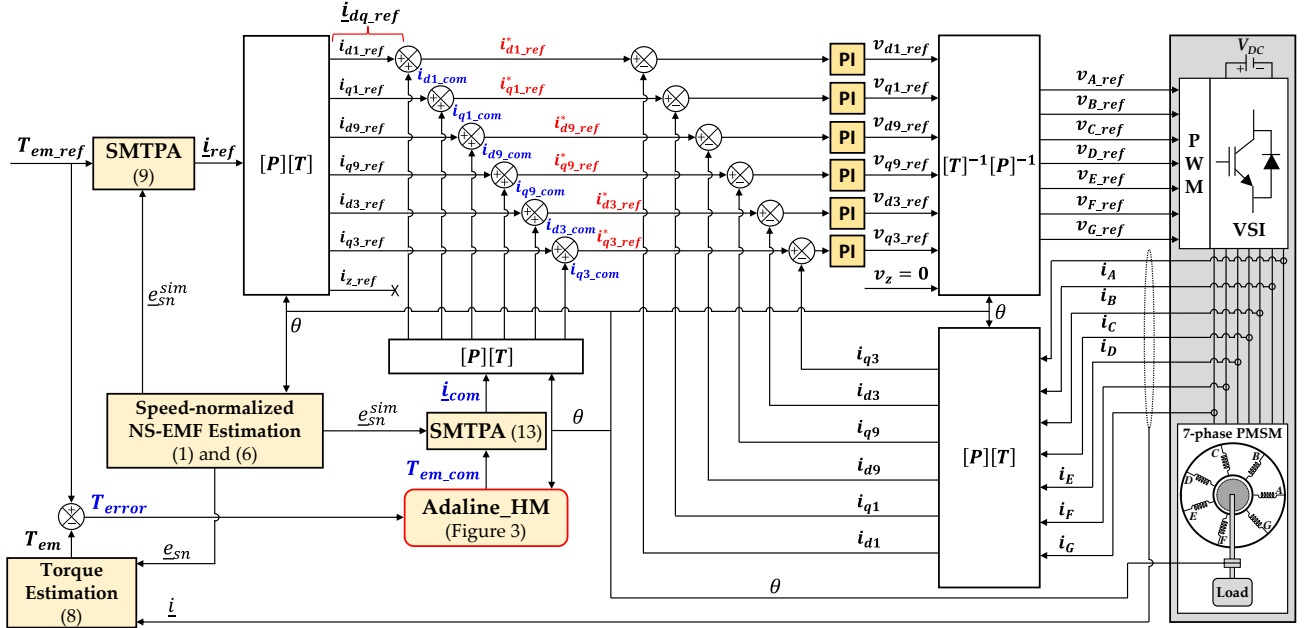 i_dq_ref
i_d1_ref
i*_d1_ref
PI
v_d1_ref
V_DC
+ −
i_d1_com
i_q1_ref
i*_q1_ref
PI
v_q1_ref
v_A_ref
i_q1_com
v_B_ref
T_em_ref
SMTPA
(9)
i_ref
[P][T]
i_d9_ref
i*_d9_ref
PI
v_d9_ref
[T]⁻¹[P]⁻¹
v_C_ref
P
W
M
i_d9_com
i_q9_ref
i*_q9_ref
PI
v_q9_ref
v_D_ref
i_q9_com
v_E_ref
i_d3_ref
i*_d3_ref
PI
v_d3_ref
v_F_ref
i_d3_com
VSI
i_q3_ref
i*_q3_ref
PI
v_q3_ref
v_G_ref
i_q3_com
i_z_ref
v_z = 0
i_A
e_sn^sim
i_B
θ
θ
i_C
[P][T]
i_q3
i_D
i_com
i_d3
Speed-normalized
NS-EMF Estimation
(1) and (6)
e_sn^sim
SMTPA (13)
θ
i_q9
7-phase PMSM
[P][T]
C
B
T_em_com
i_d9
i_E
D
A
T_error
Adaline_HM
(Figure 3)
i_q1
i_F
E
G
F
T_em
e_sn
i_d1
i_G
Torque
Estimation
(8)
θ
Load
i